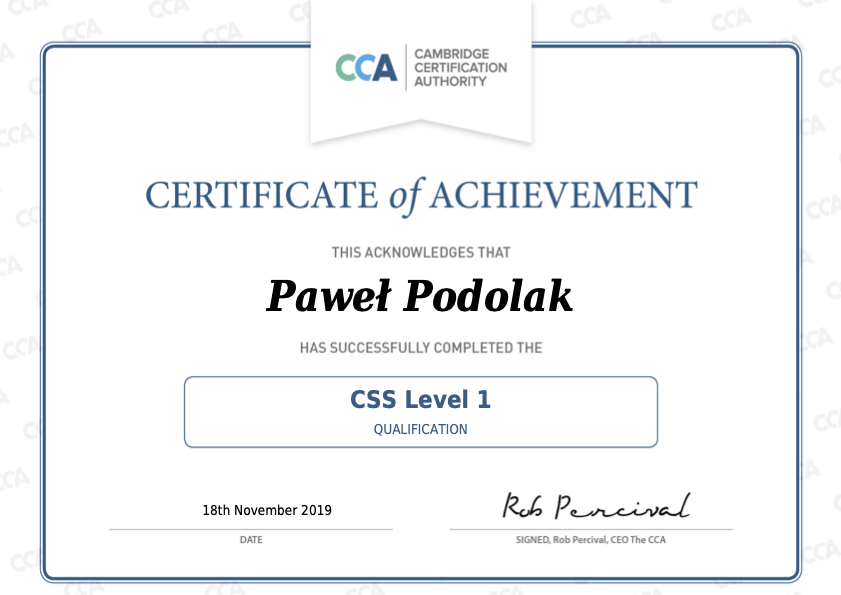 CCA
CAMBRIDGE
CERTIFICATION
AUTHORITY
CERTIFICATE of ACHIEVEMENT
THIS ACKNOWLEDGES THAT
Paweł Podolak
HAS SUCCESSFULLY COMPLETED THE
CSS Level 1
QUALIFICATION
18th November 2019
Rob Percival
DATE
SIGNED, Rob Percival, CEO The CCA